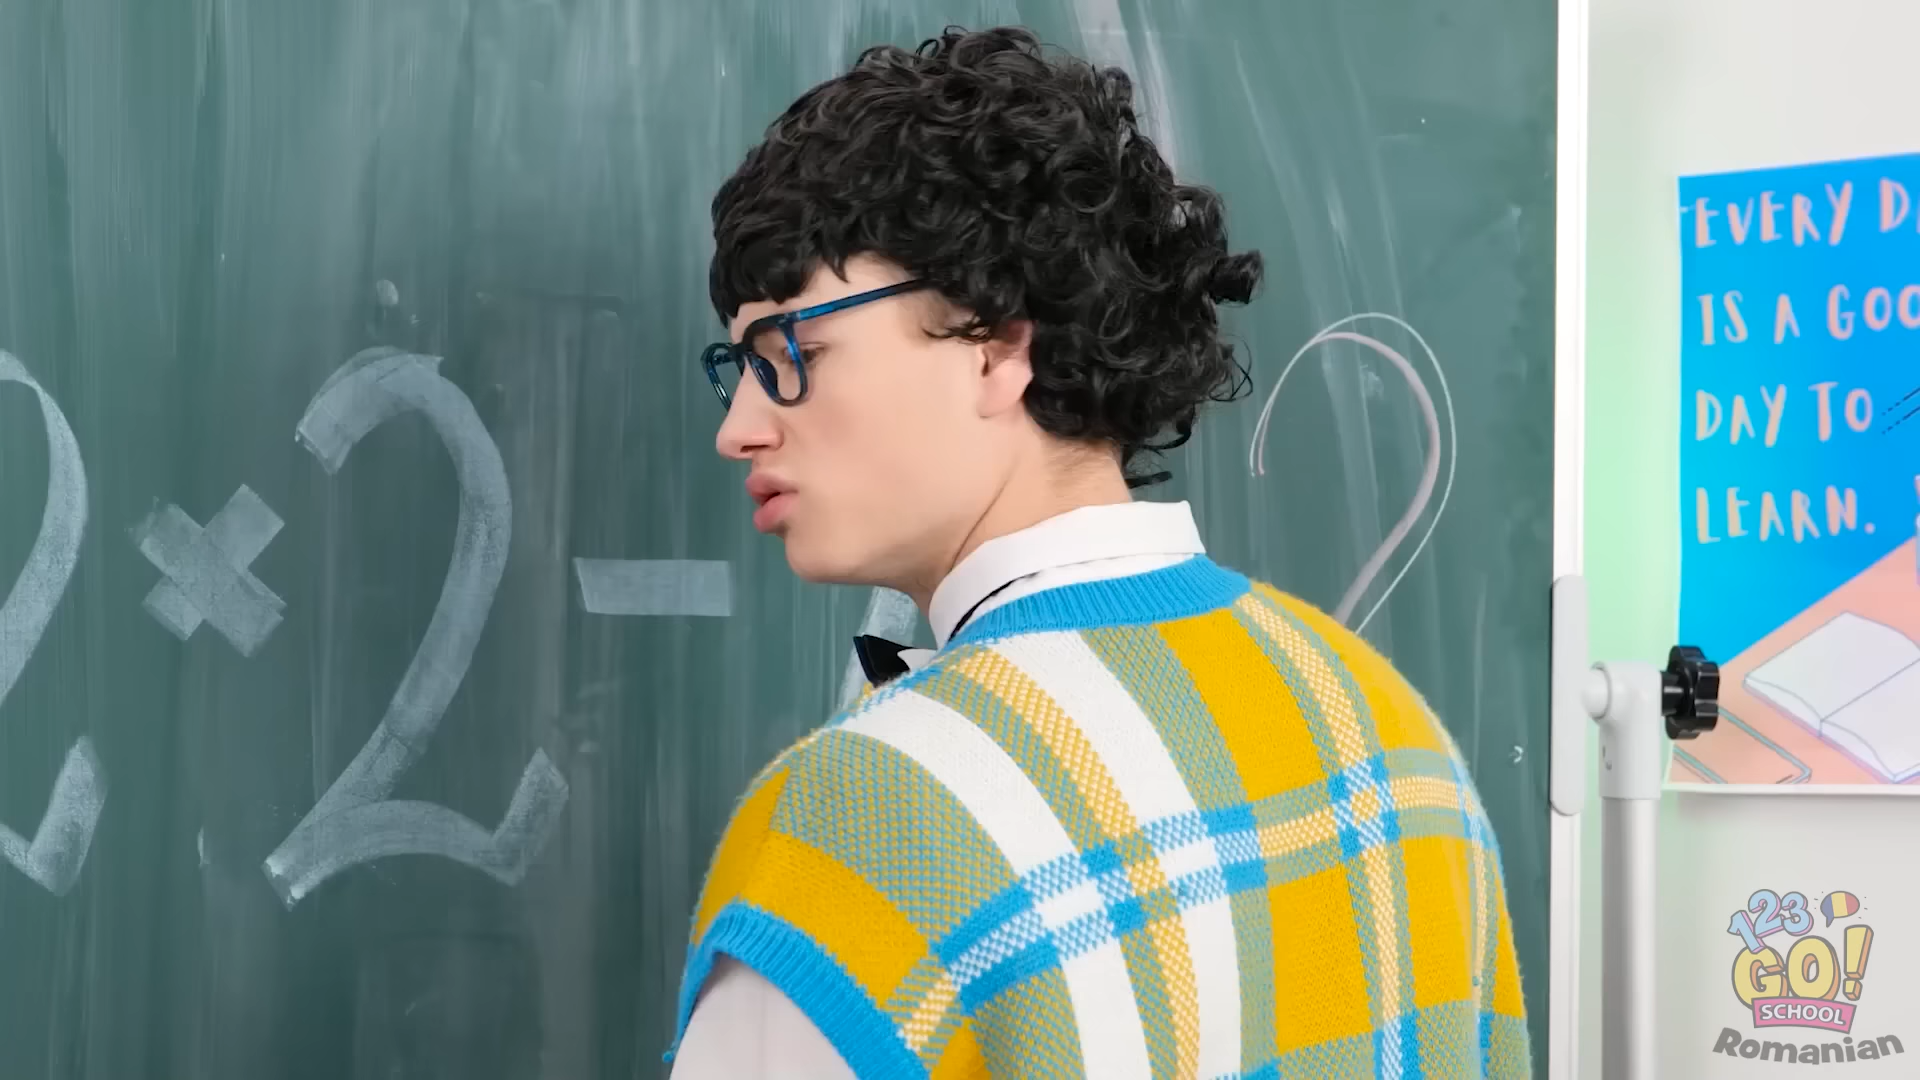 2 × 2 -
EVERY D
IS A GOO
DAY TO
LEARN.
123
GO!
SCHOOL
Romanian